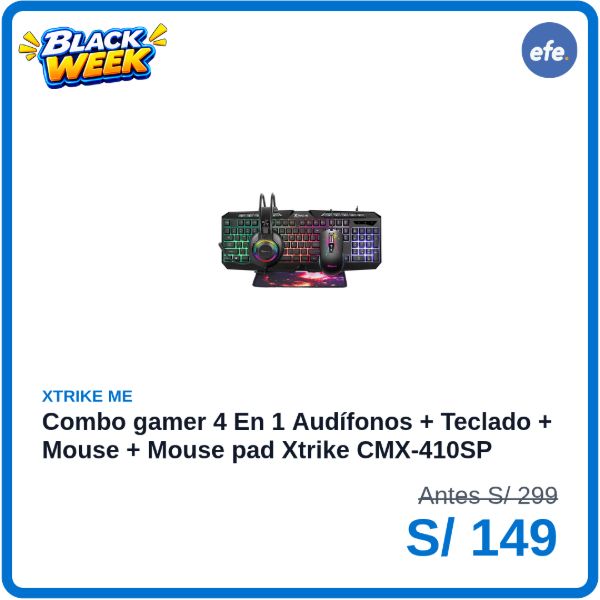 BLACK
WEEK
efe.
XTRIKE ME
Combo gamer 4 En 1 Audífonos + Teclado +
Mouse + Mouse pad Xtrike CMX-410SP
Antes S/ 299
S/ 149